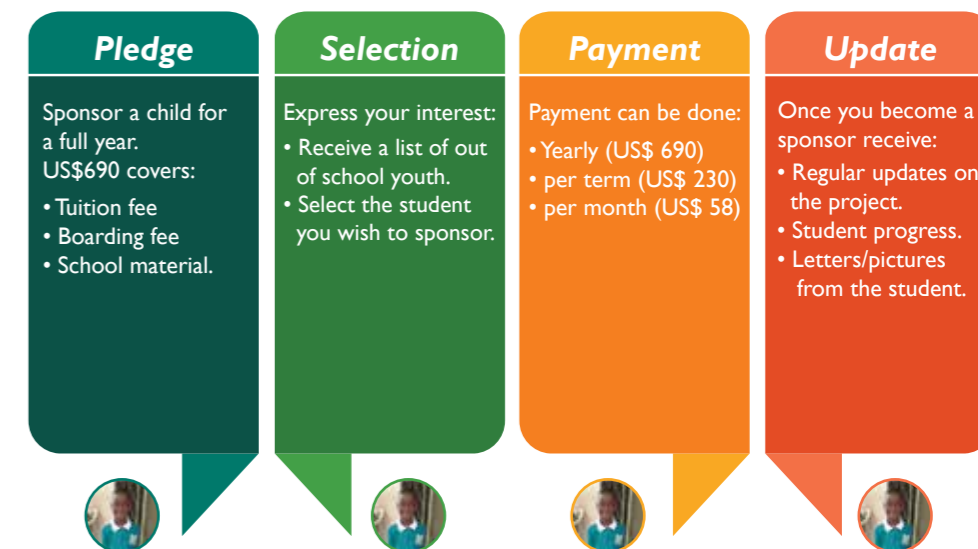 Pledge
Sponsor a child for
a full year.
US$690 covers:
• Tuition fee
• Boarding fee
• School material.
Selection
Express your interest:
• Receive a list of out
of school youth.
• Select the student
you wish to sponsor.
Payment
Payment can be done:
• Yearly (US$ 690)
• per term (US$ 230)
• per month (US$ 58)
Update
Once you become a
sponsor receive:
• Regular updates on
the project.
• Student progress.
• Letters/pictures
from the student.